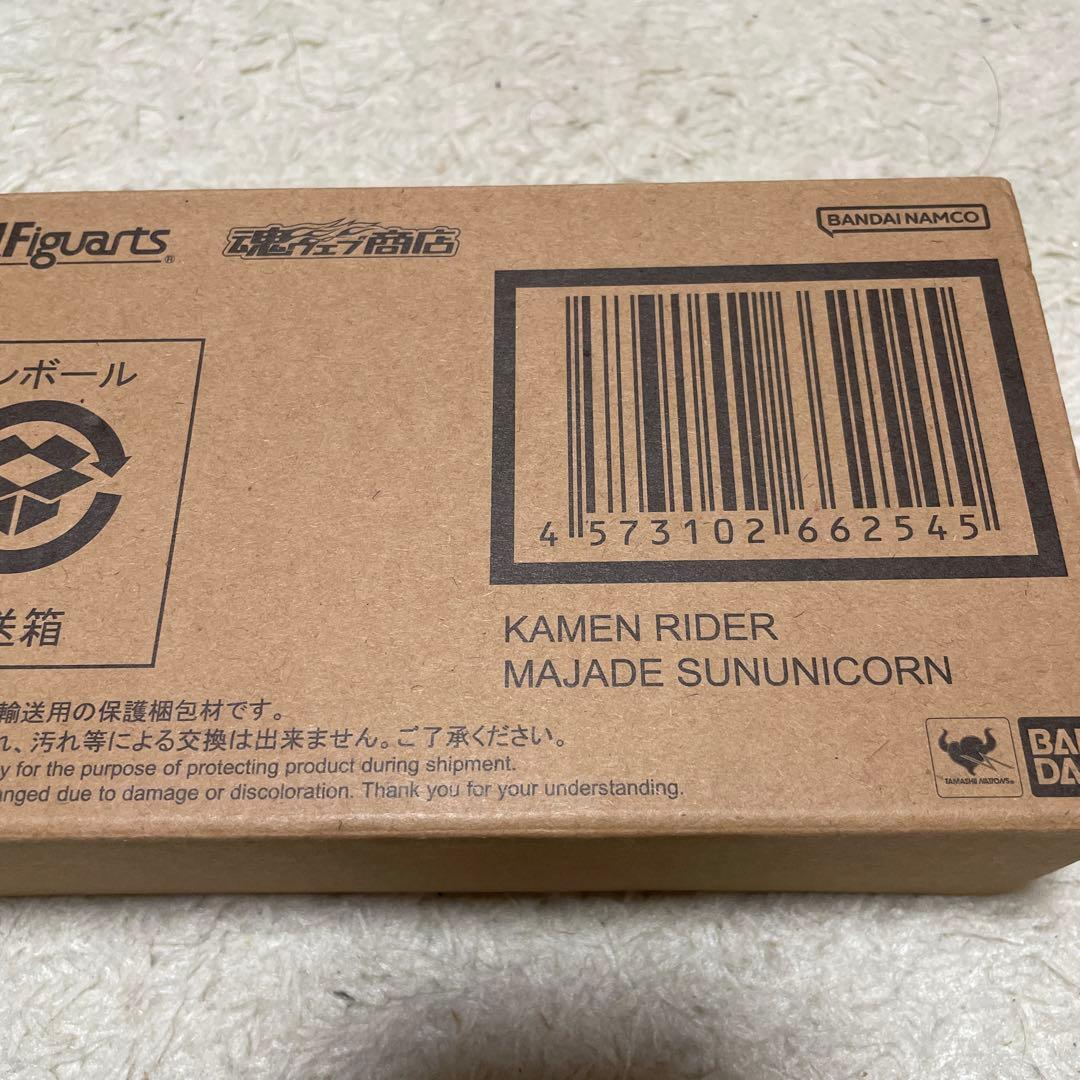 Figuarts®
魂ウェブ商店
BANDAI NAMCO
ンボール
送箱
4 573102 662545
KAMEN RIDER
MAJADE SUNUNICORN
輸送用の保護梱包材です。
れ、汚れ等による交換は出来ません。ご了承ください。
y for the purpose of protecting product during shipment.
anged due to damage or discoloration. Thank you for your understanding.
TAMASHII NATIONS®
BAN
DA